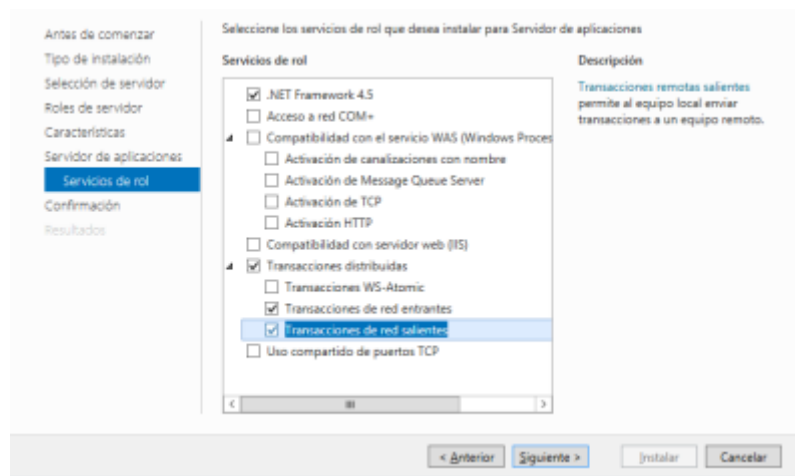 Antes de comenzar
Tipo de instalación
Selección de servidor
Roles de servidor
Características
Servidor de aplicaciones
Servicios de rol
Confirmación
Resultados
Seleccione los servicios de rol que desea instalar para Servidor de aplicaciones
Servicios de rol
.NET Framework 4.5
Acceso a red COM+
Compatibilidad con el servicio WAS (Windows Proces
Activación de canalizaciones con nombre
Activación de Message Queue Server
Activación de TCP
Activación HTTP
Compatibilidad con servidor web (IIS)
Transacciones distribuidas
Transacciones WS-Atomic
Transacciones de red entrantes
Transacciones de red salientes
Uso compartido de puertos TCP
Descripción
Transacciones remotas salientes
permite al equipo local enviar
transacciones a un equipo remoto.
< Anterior
Siguiente >
Instalar
Cancelar